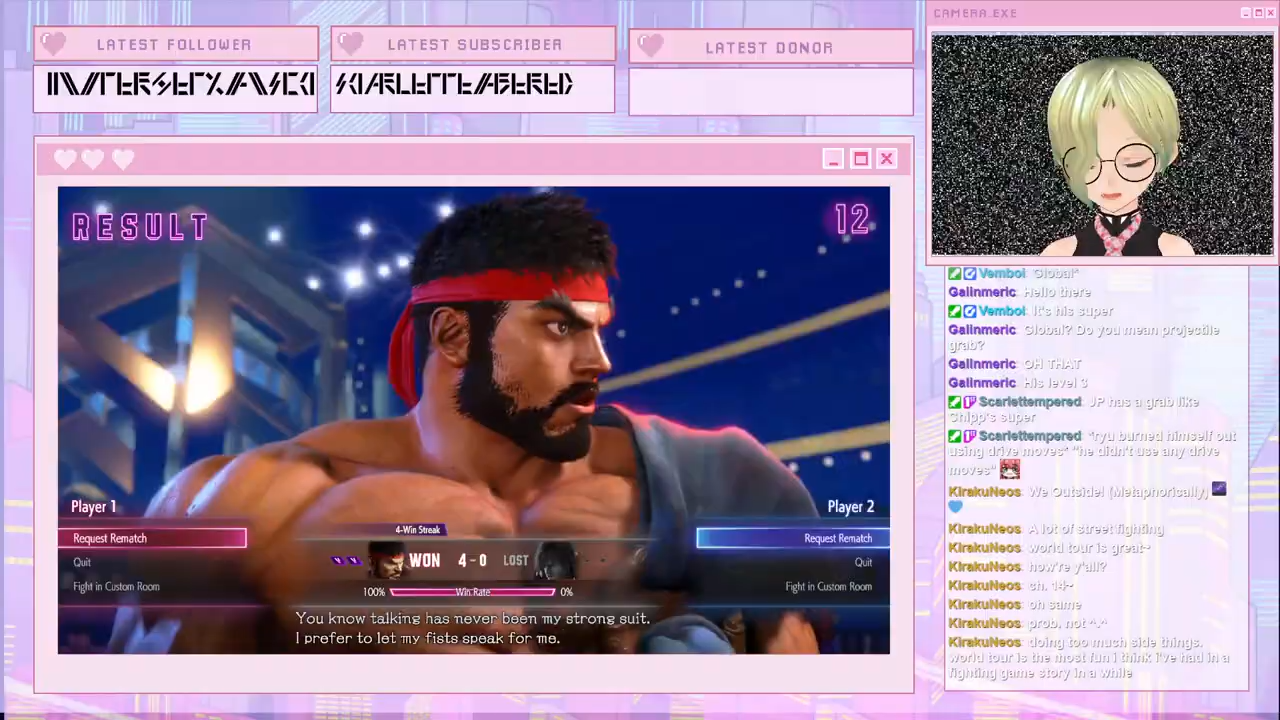 CAMERA.EXE
LATEST FOLLOWER
LATEST SUBSCRIBER
LATEST DONOR
SCARLETTEMPERED
RESULT
12
Player 1
Player 2
4-Win Streak
Request Rematch
Request Rematch
WON 4-0 LOST
Quit
Quit
Fight in Custom Room
Fight in Custom Room
100% Win Rate 0%
You know talking has never been my strong suit.
I prefer to let my fists speak for me.
Vembol Global*
Galinmeric Hello there
Vembol It's his super
Galinmeric Global? Do you mean projectile
grab?
Galinmeric OH THAT
Galinmeric His level 3
Scarlettempered JP has a grab like
Chipp's super
Scarlettempered "ryu burned himself out
using drive moves" "he didn't use any drive
moves"
KirakuNeos We Outside! (Metaphorically)
KirakuNeos A lot of street fighting
KirakuNeos world tour is great~
KirakuNeos how're y'all?
KirakuNeos ch. 14~
KirakuNeos oh same
KirakuNeos prob. not ^.^
KirakuNeos doing too much side things.
world tour is the most fun i think i've had in a
fighting game story in a while